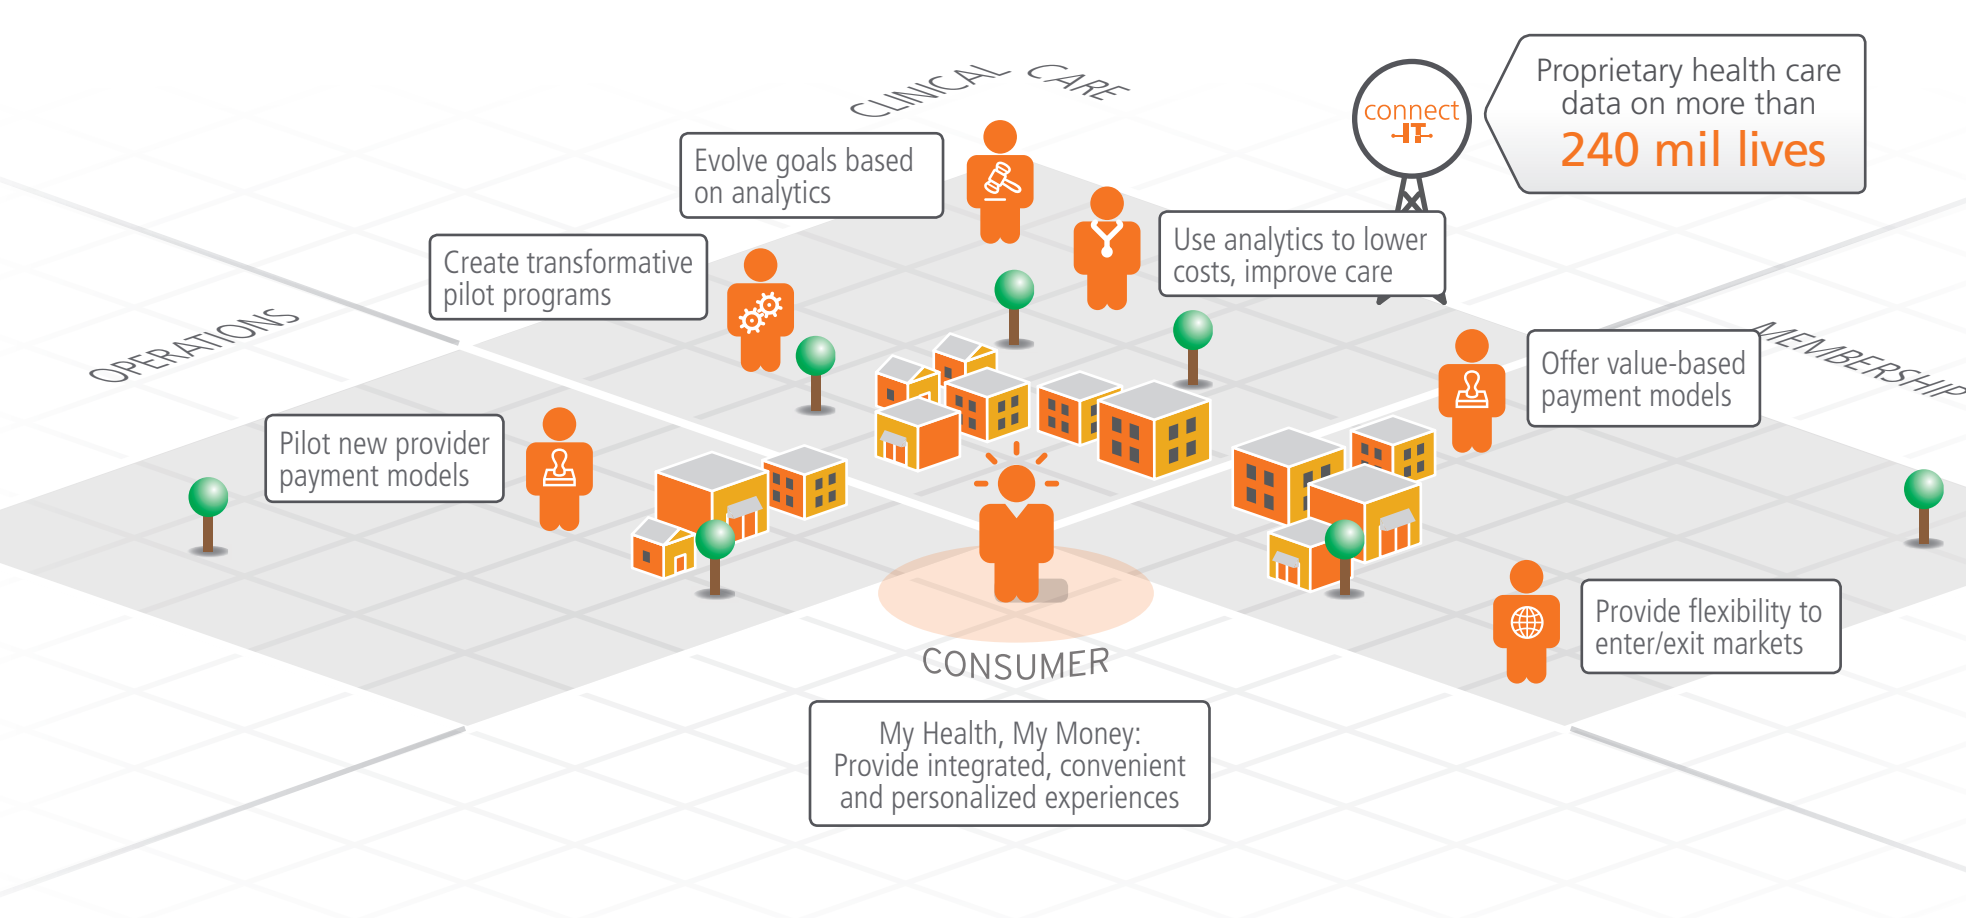 CLINICAL CARE
connect
IT
Proprietary health care
data on more than
240 mil lives
Evolve goals based
on analytics
Use analytics to lower
costs, improve care
Create transformative
pilot programs
OPERATIONS
MEMBERSHIP
Offer value-based
payment models
Pilot new provider
payment models
Provide flexibility to
enter/exit markets
CONSUMER
My Health, My Money:
Provide integrated, convenient
and personalized experiences